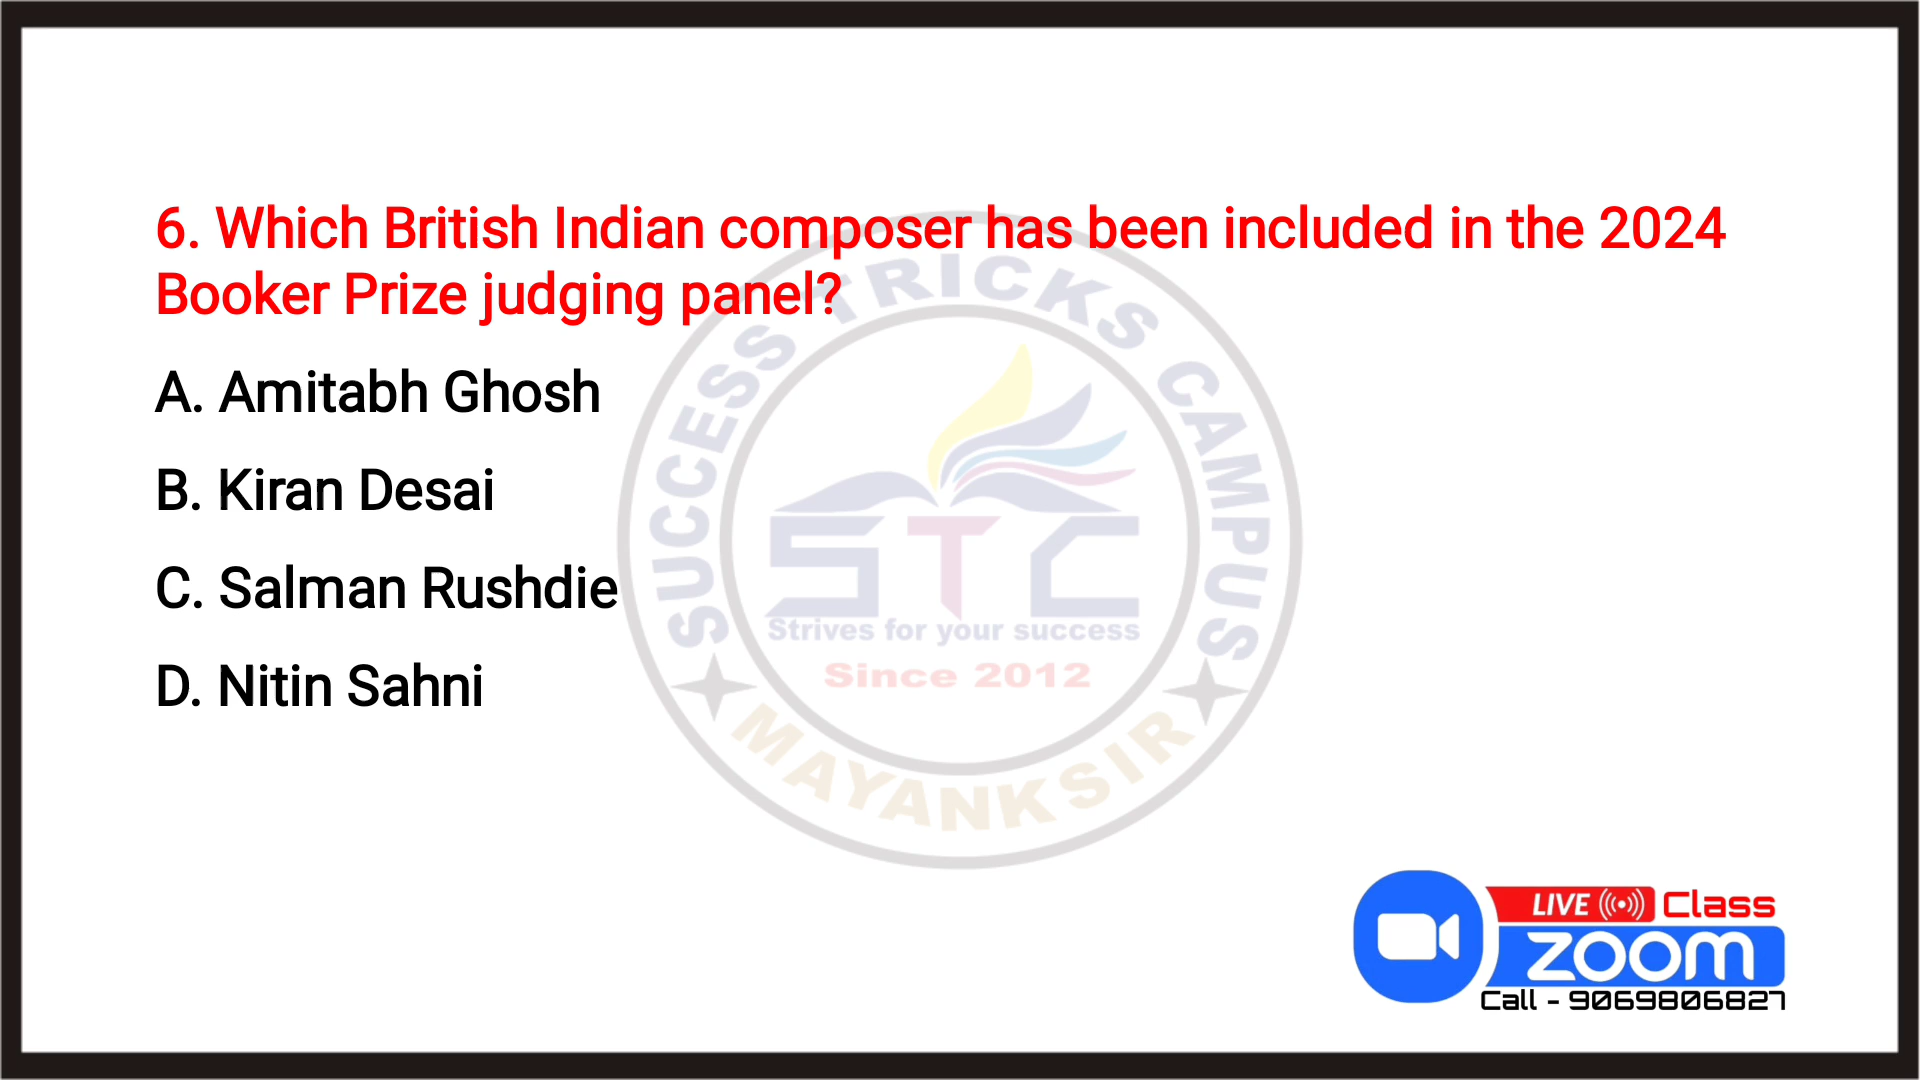 6. Which British Indian composer has been included in the 2024
Booker Prize judging panel?
A. Amitabh Ghosh
B. Kiran Desai
C. Salman Rushdie
D. Nitin Sahni
SUCCESS TRICKS CAMPUS
STC
Strives for your success
Since 2012
MAYANKSIR
LIVE Class
zoom
Call - 9069806827